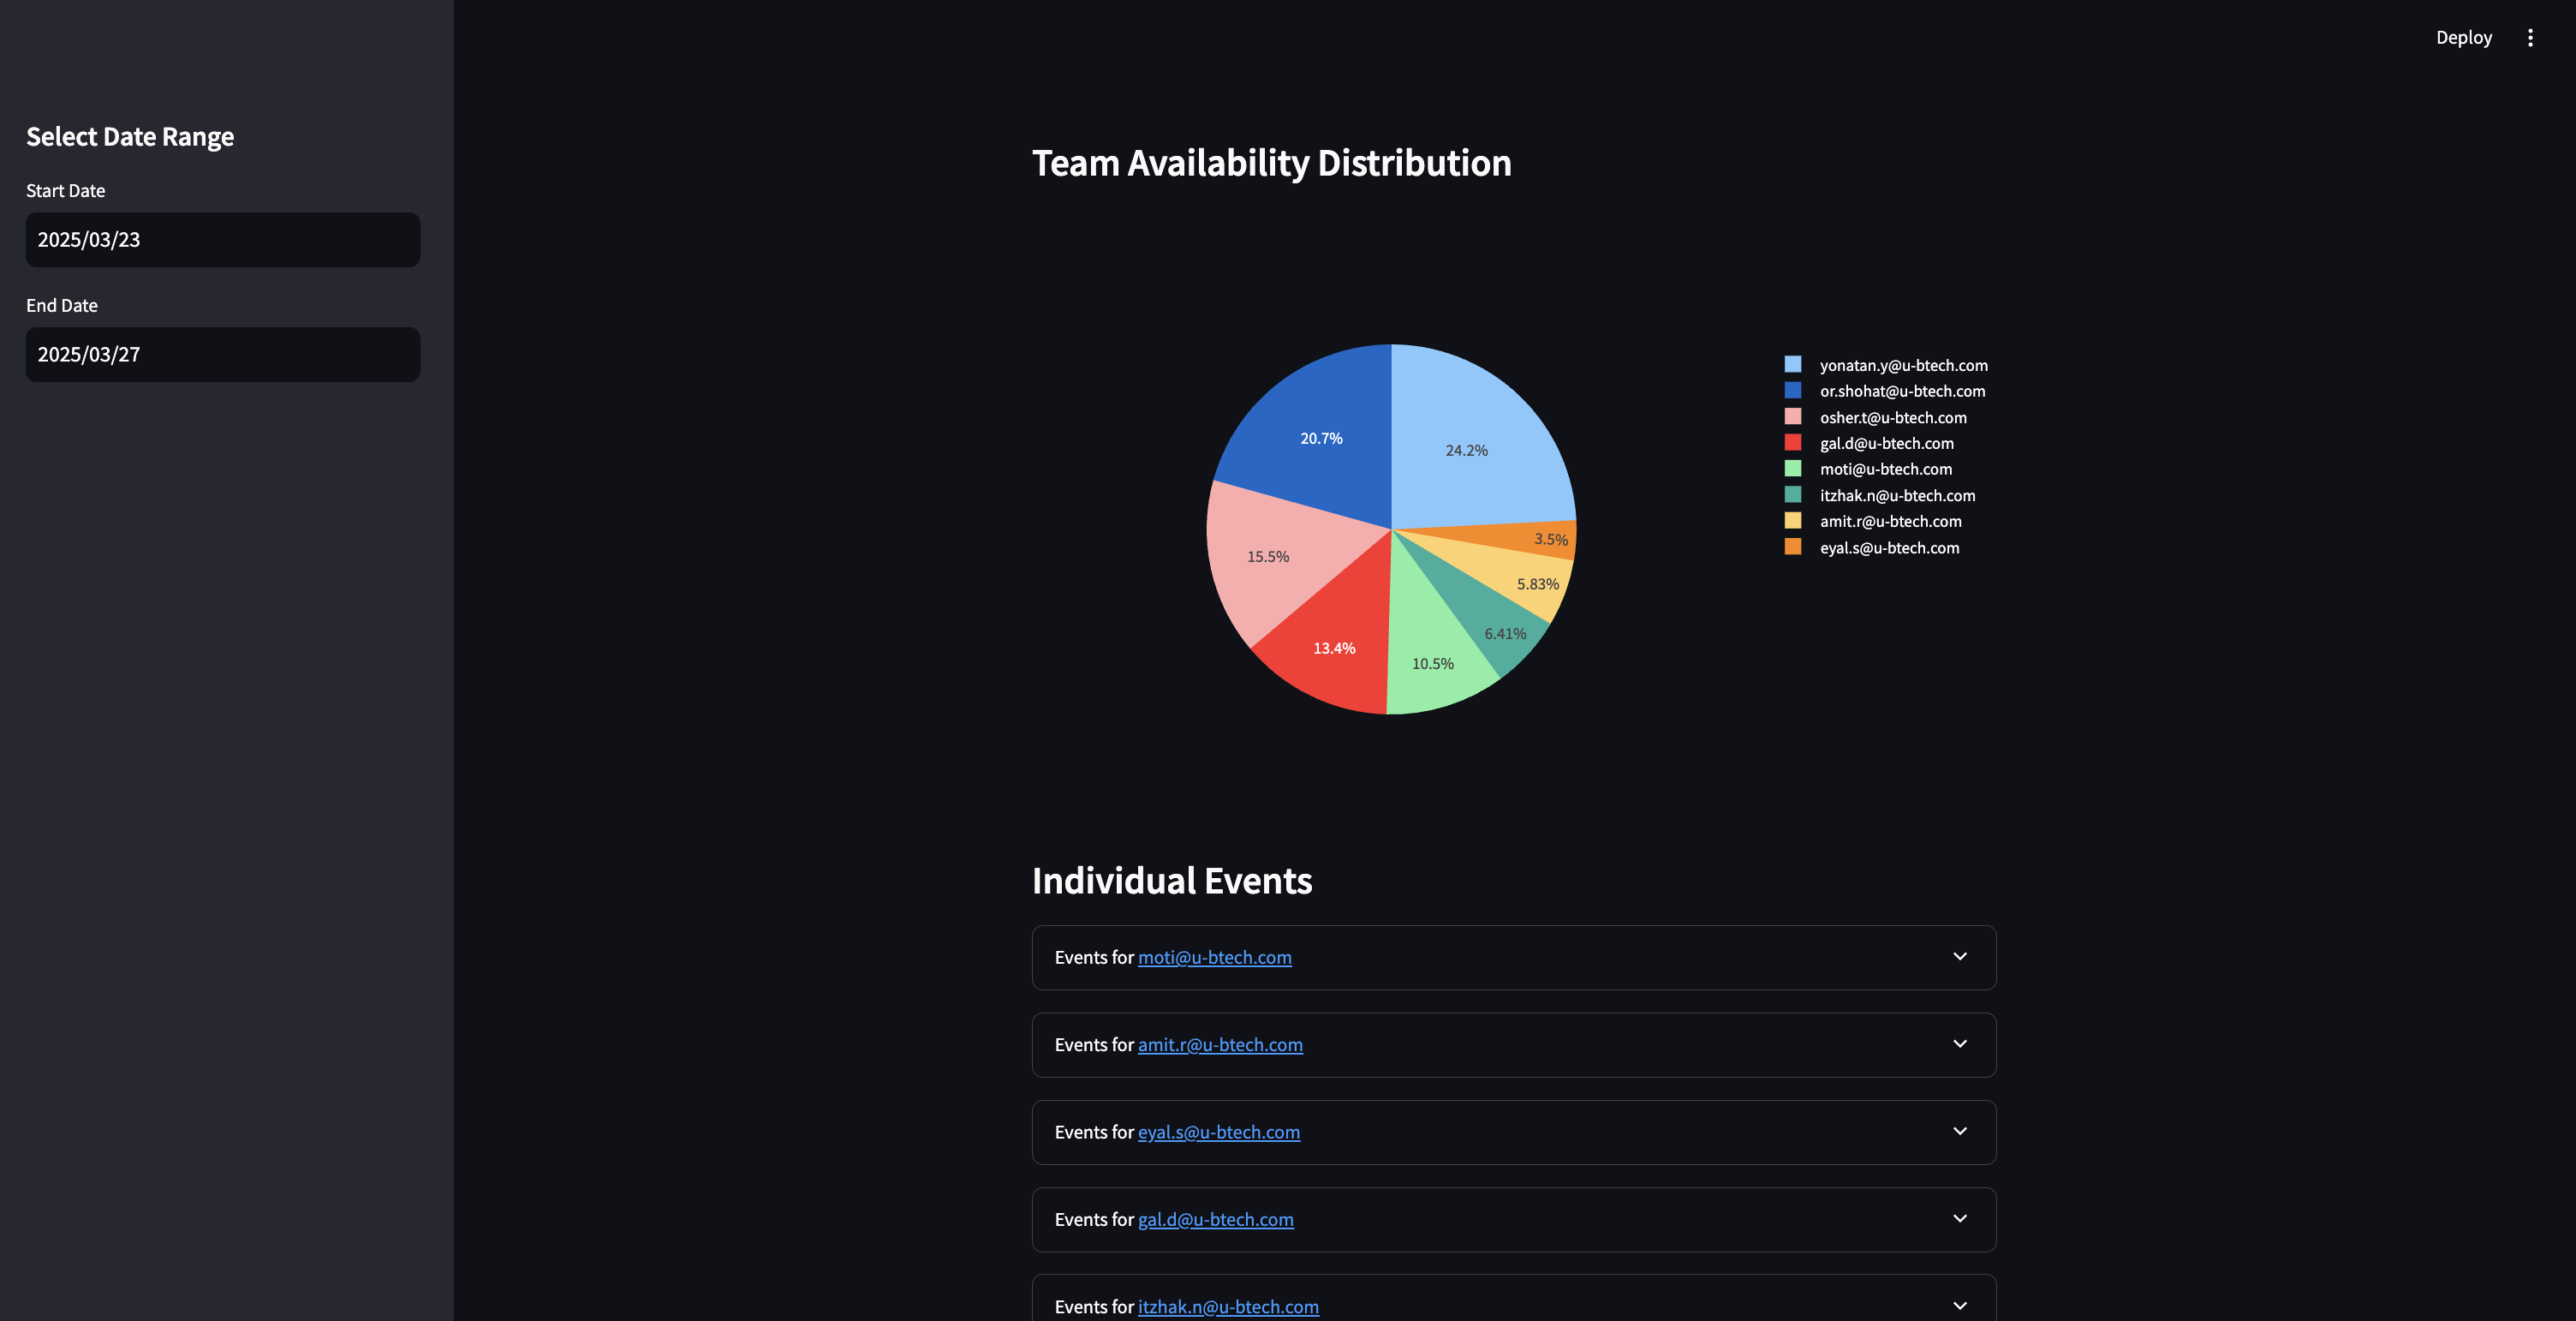 Deploy
Select Date Range
Start Date
2025/03/23
End Date
2025/03/27
Team Availability Distribution
24.2%
20.7%
15.5%
13.4%
10.5%
6.41%
5.83%
3.5%
yonatan.y@u-btech.com
or.shohat@u-btech.com
osher.t@u-btech.com
gal.d@u-btech.com
moti@u-btech.com
itzhak.n@u-btech.com
amit.r@u-btech.com
eyal.s@u-btech.com
Individual Events
Events for moti@u-btech.com
Events for amit.r@u-btech.com
Events for eyal.s@u-btech.com
Events for gal.d@u-btech.com
Events for itzhak.n@u-btech.com